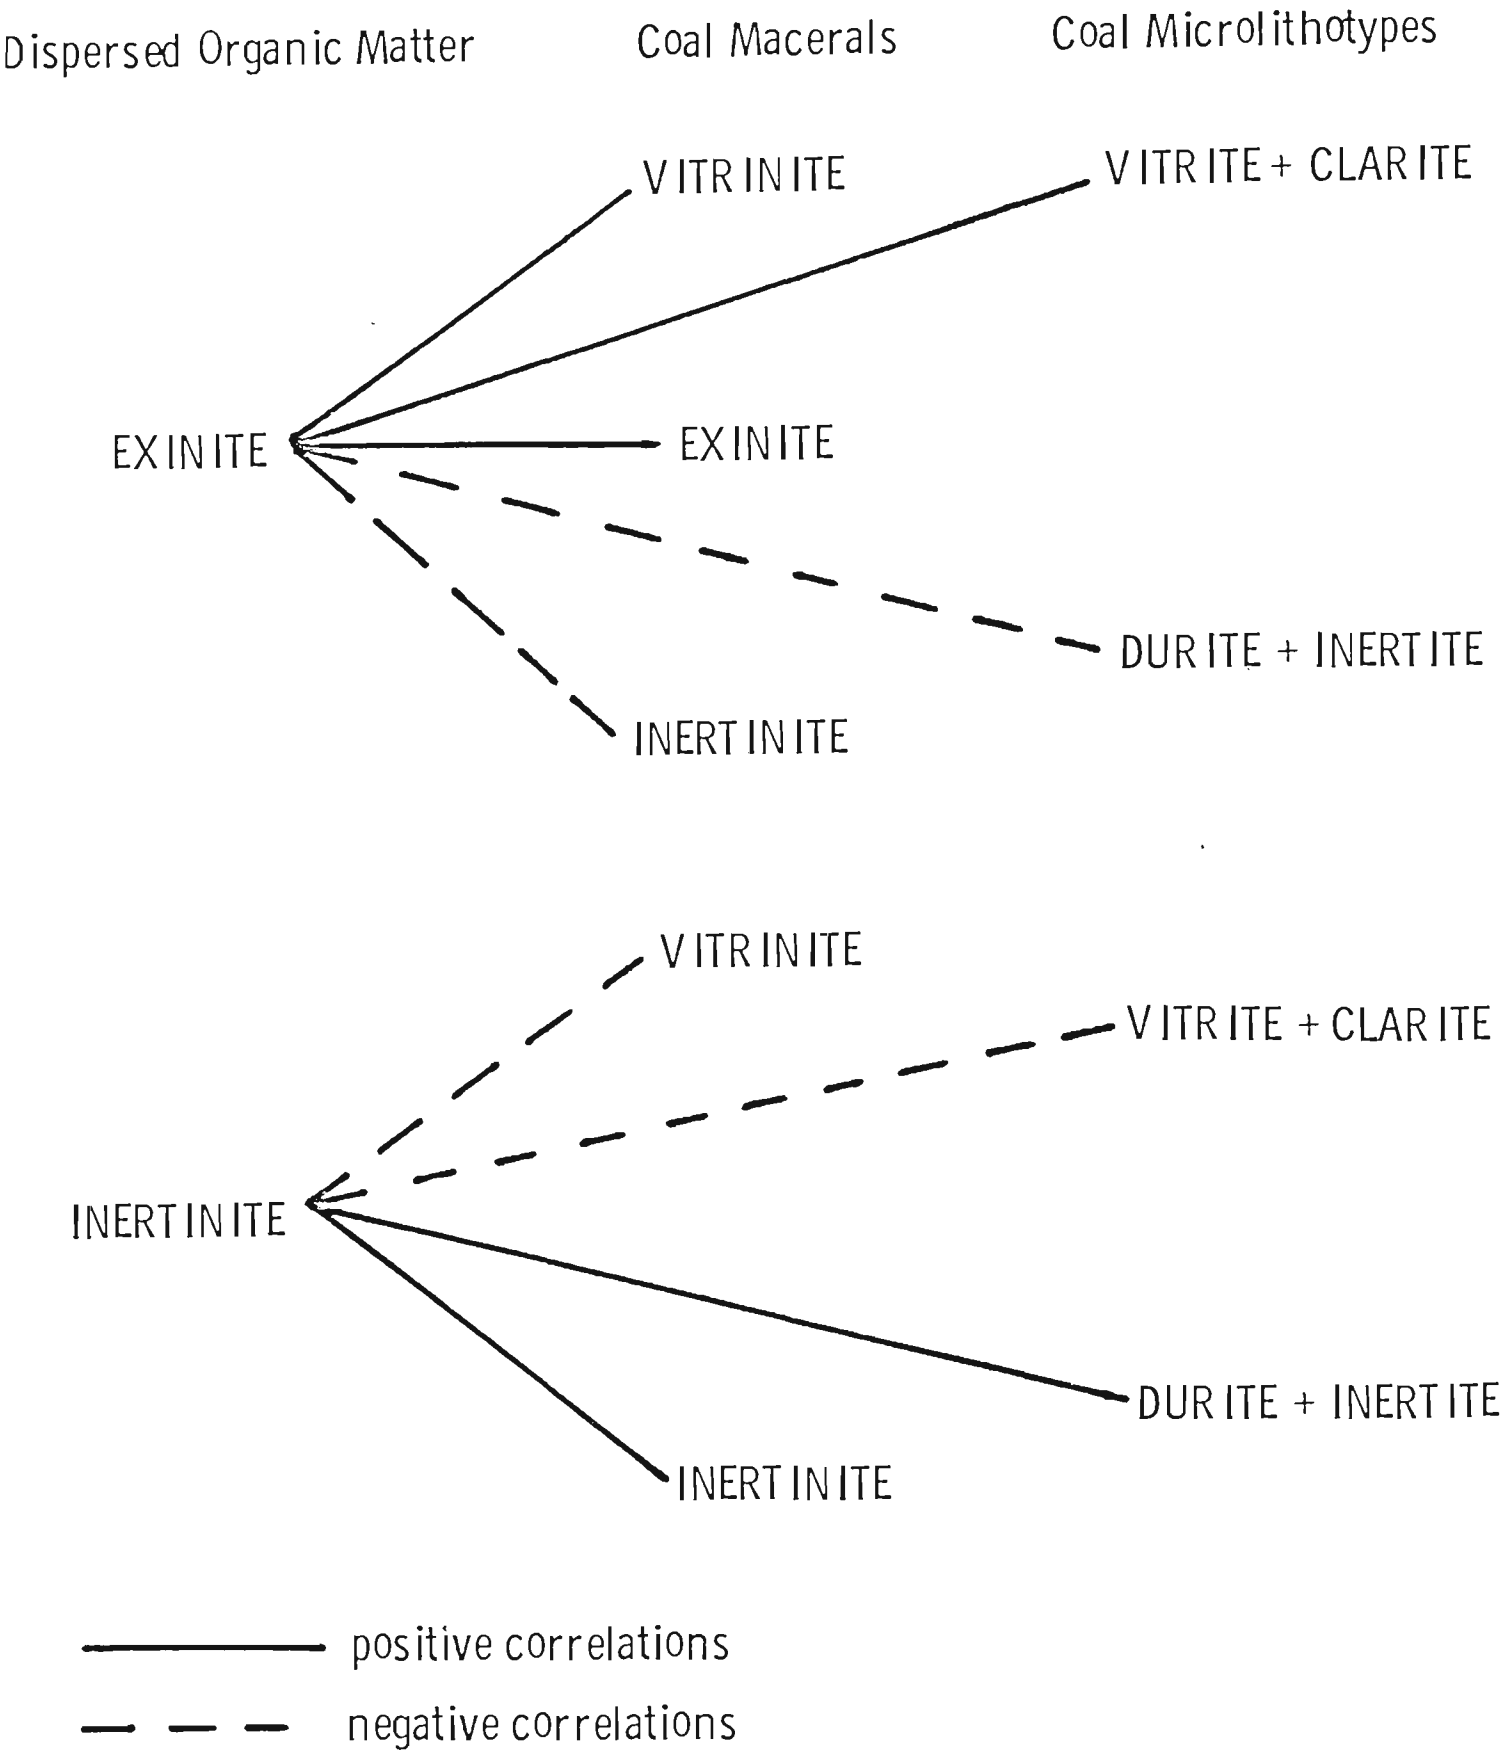 Dispersed Organic Matter Coal Macerals Coal Microlithotypes
VITRINITE
VITRITE + CLARITE
EXINITE
EXINITE
DURITE + INERTITE
INERTINITE
VITRINITE
VITRITE + CLARITE
INERTINITE
DURITE + INERTITE
INERTINITE
positive correlations
negative correlations